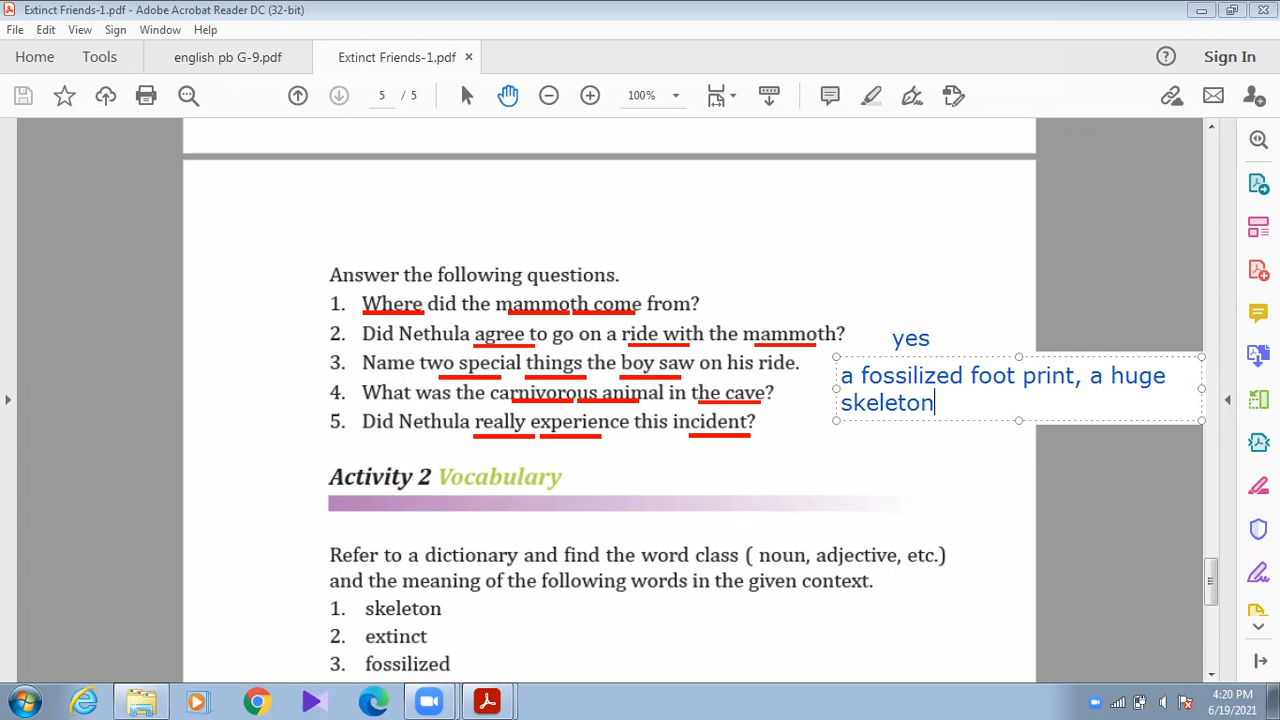 Extinct Friends-1.pdf - Adobe Acrobat Reader DC (32-bit)
File Edit View Sign Window Help
Home Tools english pb G-9.pdf Extinct Friends-1.pdf × Sign In
5 / 5 100%
Answer the following questions.
1. Where did the mammoth come from?
2. Did Nethula agree to go on a ride with the mammoth?
yes
3. Name two special things the boy saw on his ride.
a fossilized foot print, a huge
skeleton
4. What was the carnivorous animal in the cave?
5. Did Nethula really experience this incident?
Activity 2 Vocabulary
Refer to a dictionary and find the word class ( noun, adjective, etc.)
and the meaning of the following words in the given context.
1. skeleton
2. extinct
3. fossilized
4:20 PM
6/19/2021